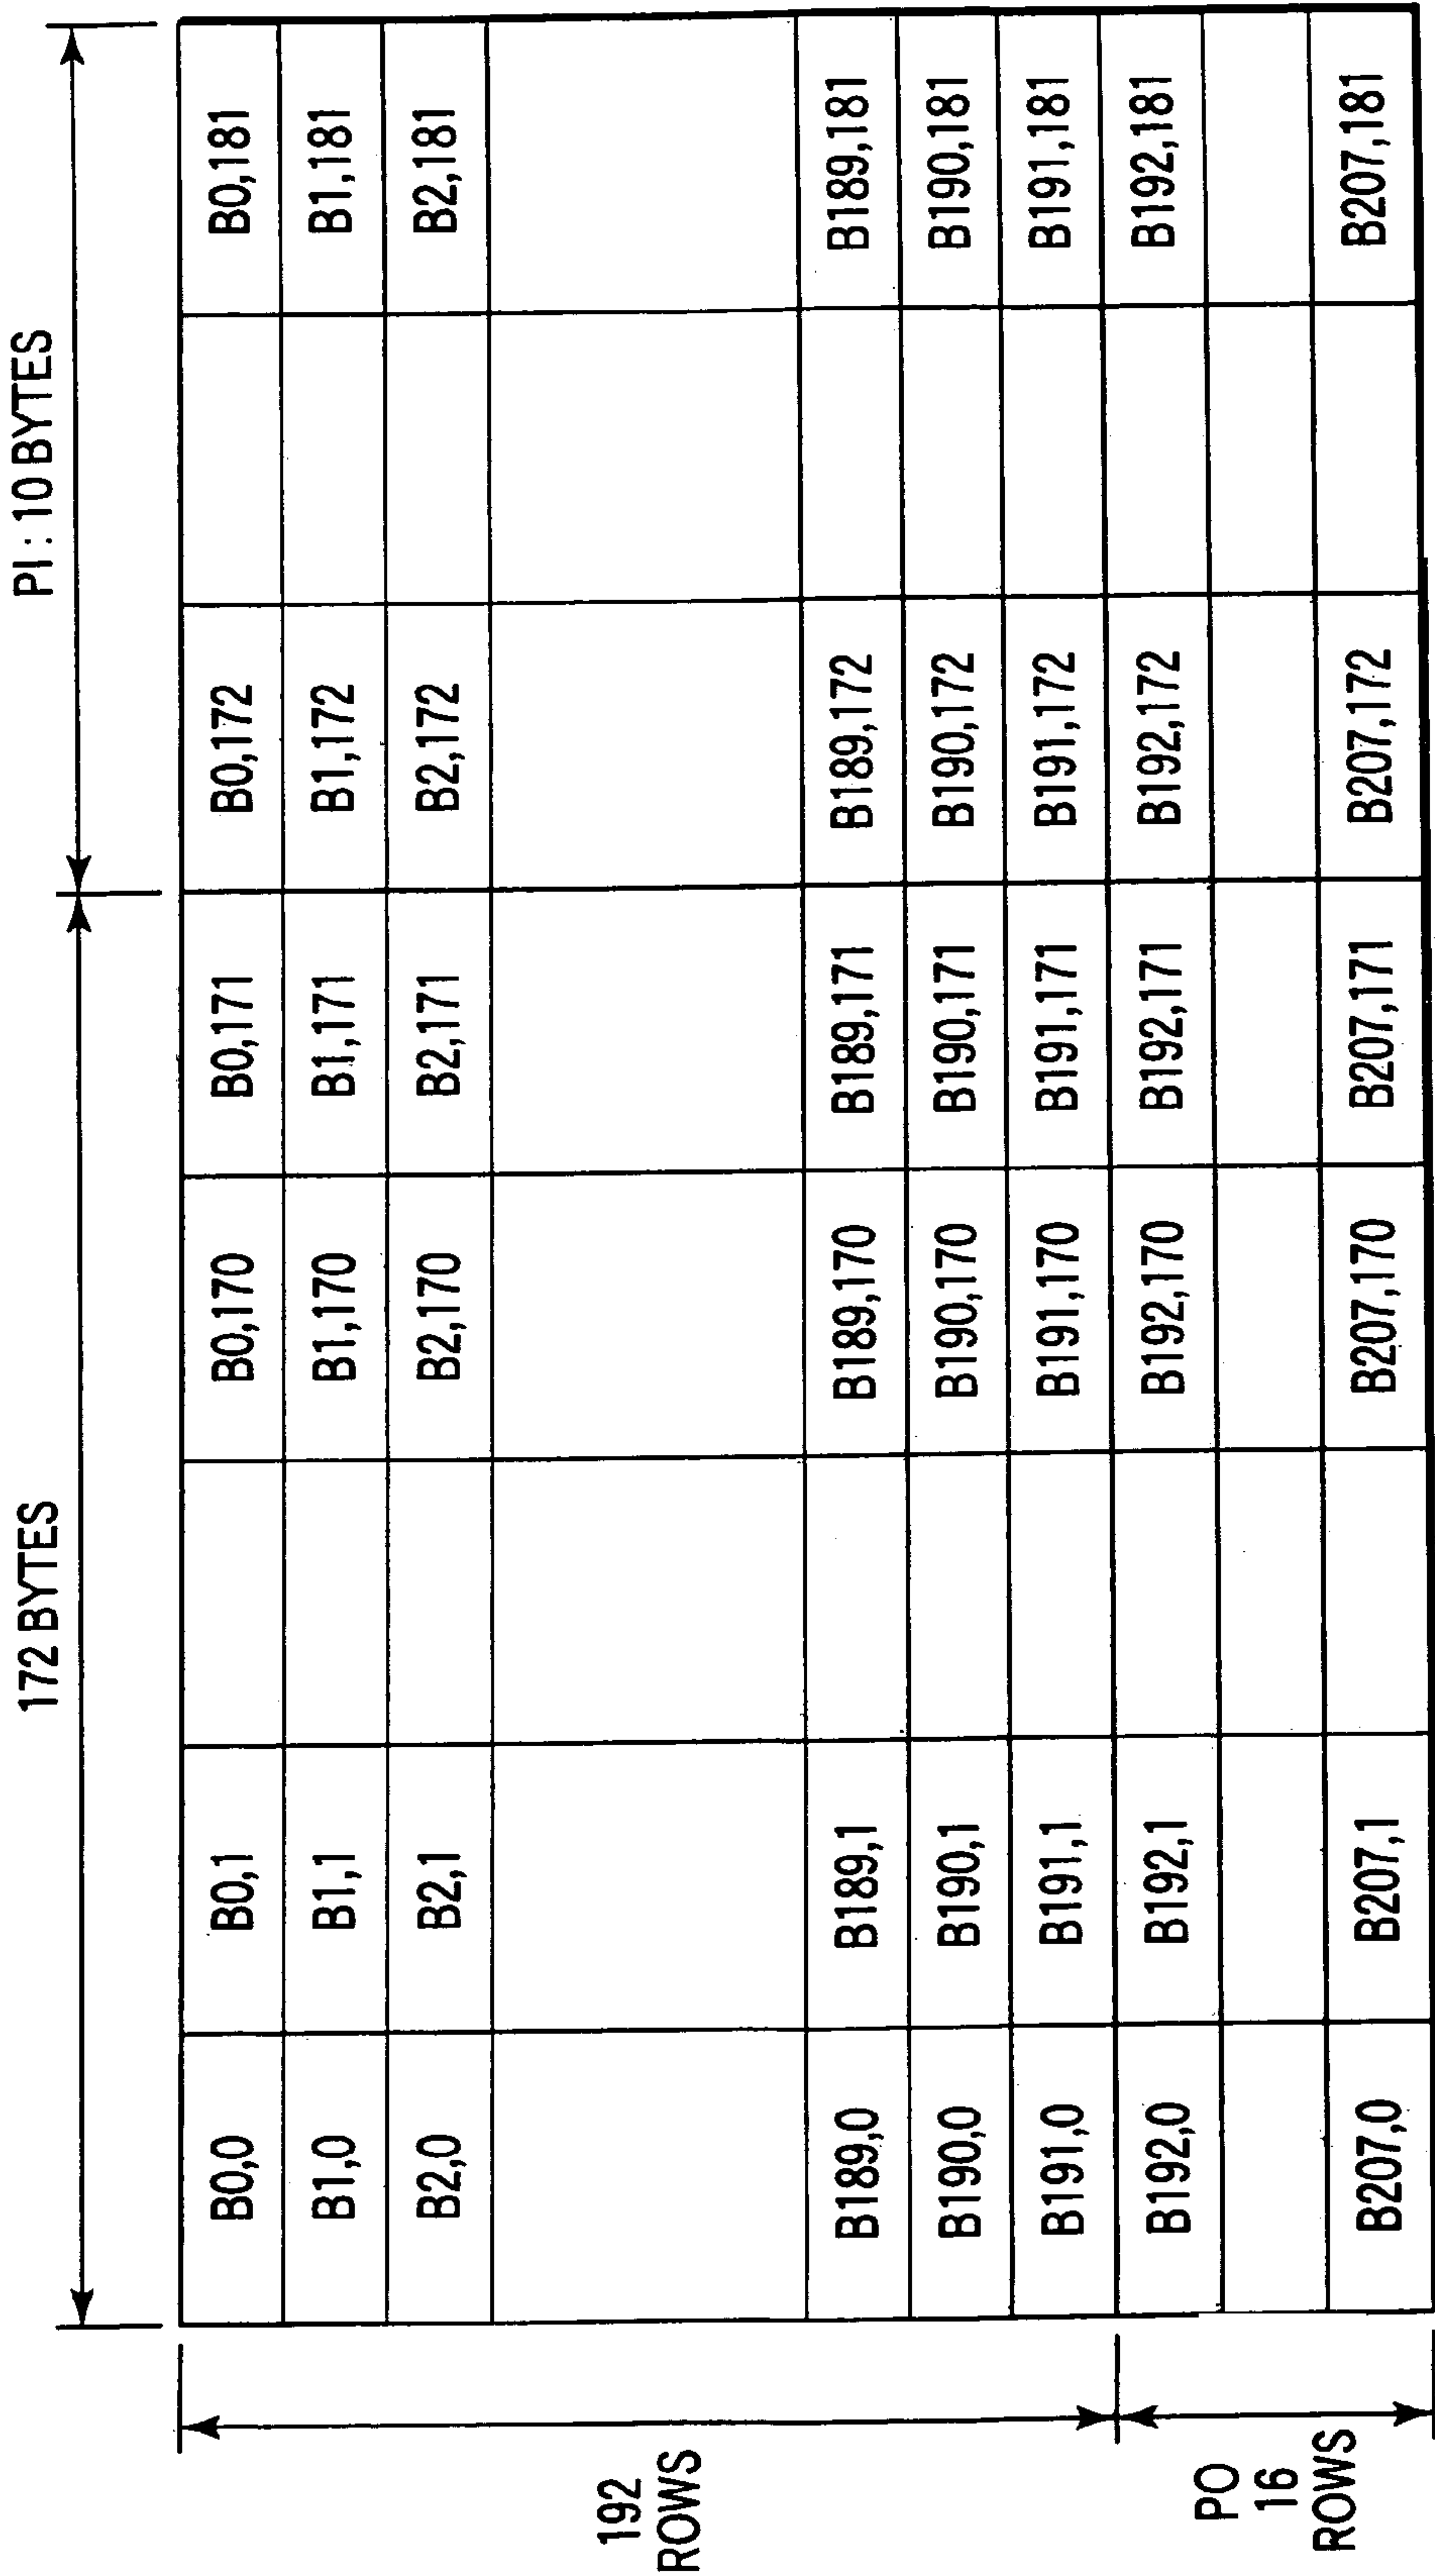 172 BYTES
PI : 10 BYTES
192
ROWS
PO
16
ROWS
B0,0 B0,1 B0,170 B0,171 B0,172 B0,181
B1,0 B1,1 B1,170 B1,171 B1,172 B1,181
B2,0 B2,1 B2,170 B2,171 B2,172 B2,181
B189,0 B189,1 B189,170 B189,171 B189,172 B189,181
B190,0 B190,1 B190,170 B190,171 B190,172 B190,181
B191,0 B191,1 B191,170 B191,171 B191,172 B191,181
B192,0 B192,1 B192,170 B192,171 B192,172 B192,181
B207,0 B207,1 B207,170 B207,171 B207,172 B207,181